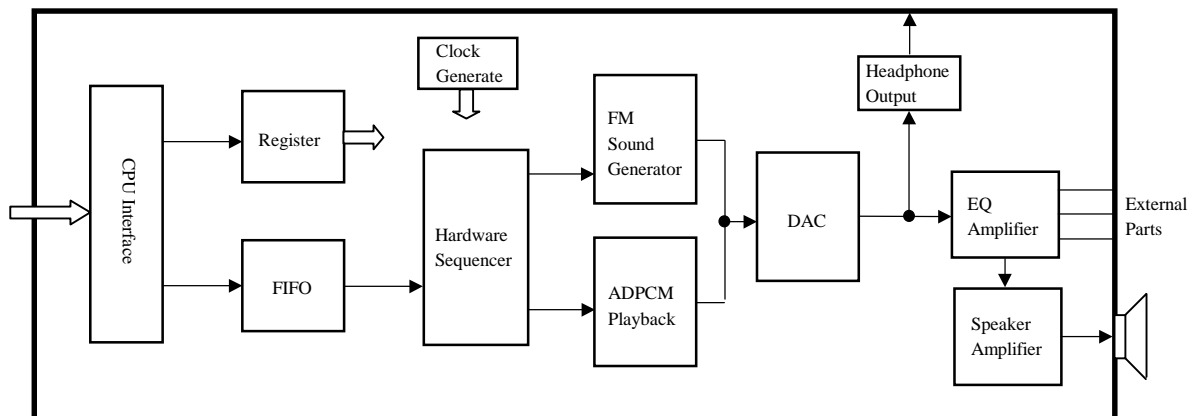 Clock
Generate
Headphone
Output
CPU Interface
Register
FM
Sound
Generator
Hardware
Sequencer
DAC
EQ
Amplifier
External
Parts
FIFO
ADPCM
Playback
Speaker
Amplifier